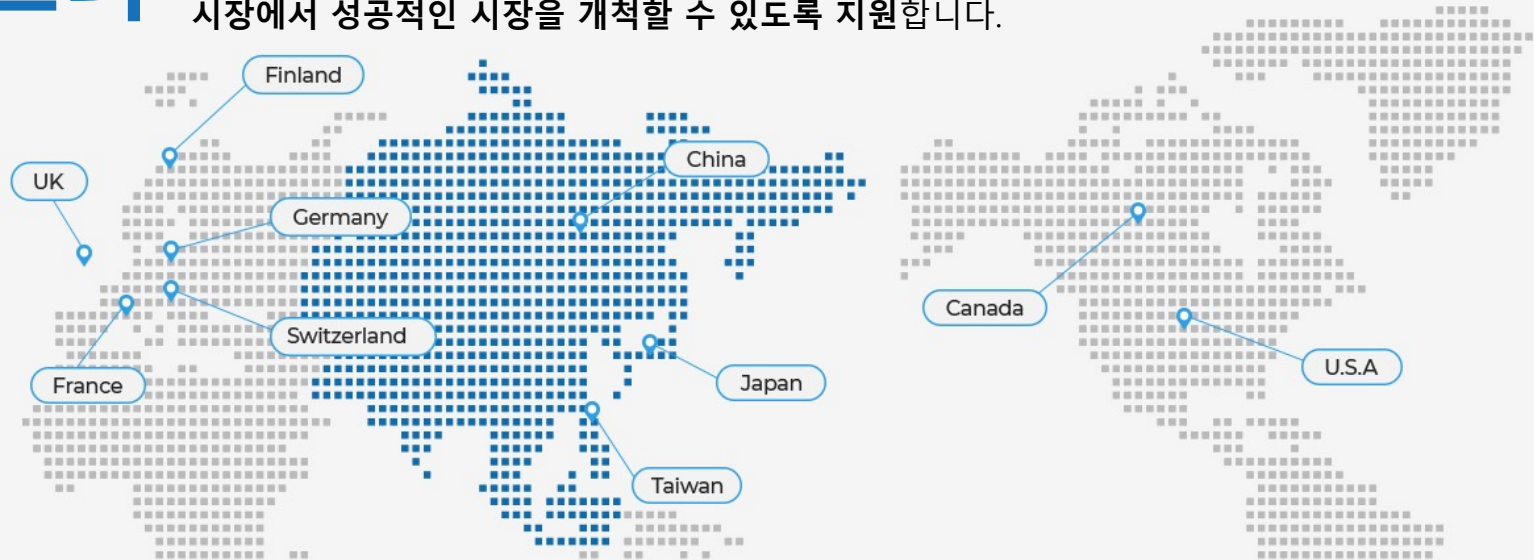 시장에서 성공적인 시장을 개척할 수 있도록 지원합니다.
Finland
China
UK
Germany
Canada
Switzerland
U.S.A
France
Japan
Taiwan